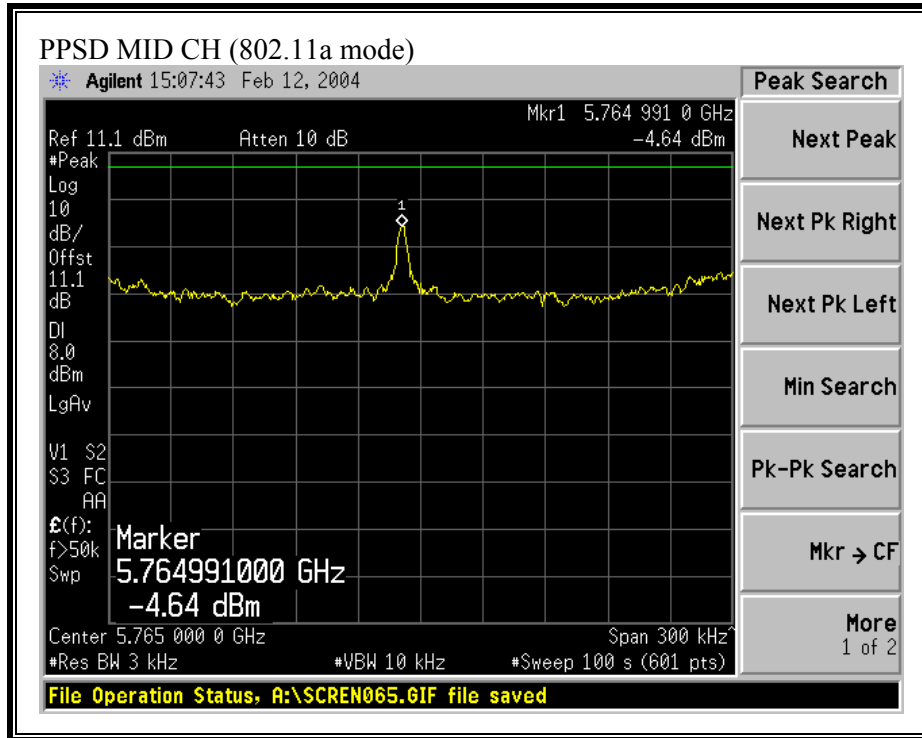 PPSD MID CH (802.11a mode)
Agilent 15:07:43 Feb 12, 2004
Peak Search
Mkr1 5.764 991 0 GHz
Ref 11.1 dBm Atten 10 dB -4.64 dBm
#Peak
Log
10
dB/
Offst
11.1
dB
DI
8.0
dBm
LgAv
V1 S2
S3 FC
AA
£(f):
f>50k
Swp
1
Marker
5.764991000 GHz
-4.64 dBm
Center 5.765 000 0 GHz Span 300 kHz^
#Res BW 3 kHz #VBW 10 kHz #Sweep 100 s (601 pts)
Next Peak
Next Pk Right
Next Pk Left
Min Search
Pk-Pk Search
Mkr → CF
More
1 of 2
File Operation Status, A:\SCREN065.GIF file saved